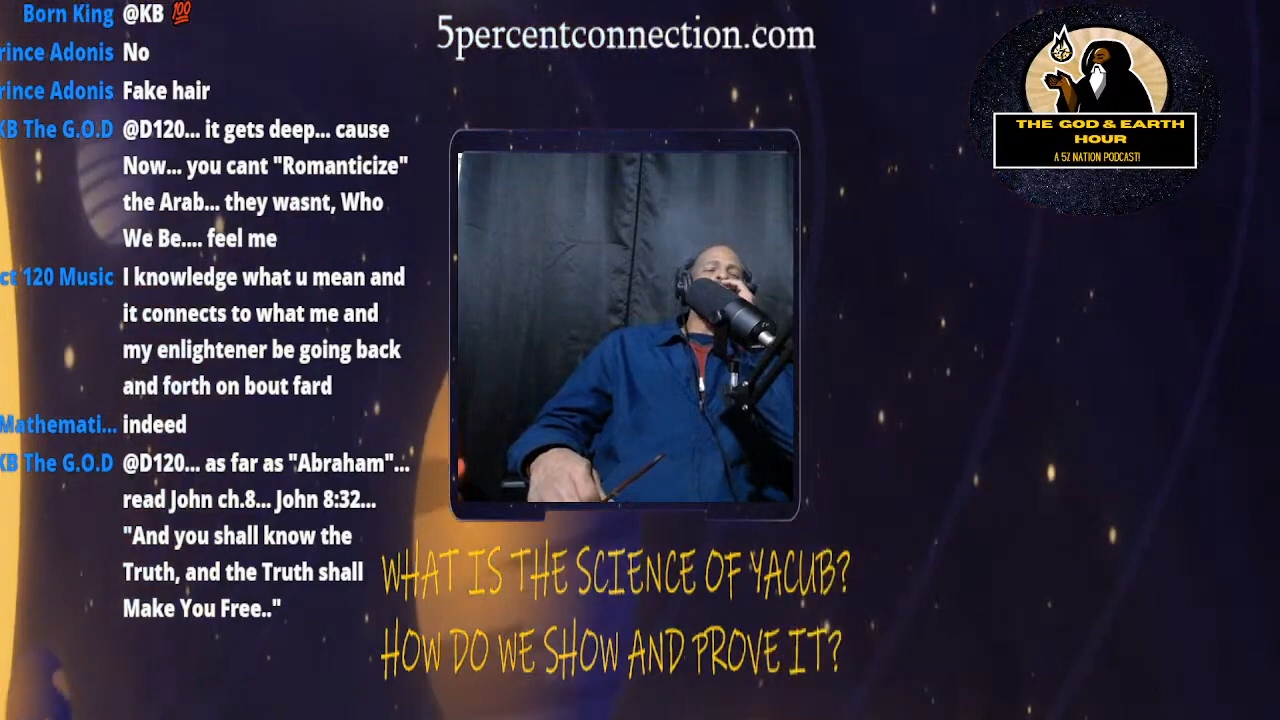 Born King @KB 💯
rince Adonis No
rince Adonis Fake hair
KB The G.O.D @D120... it gets deep... cause
Now... you cant "Romanticize"
the Arab... they wasnt, Who
We Be.... feel me
ct 120 Music I knowledge what u mean and
it connects to what me and
my enlightener be going back
and forth on bout fard
Mathemati... indeed
KB The G.O.D @D120... as far as "Abraham"...
read John ch.8... John 8:32...
"And you shall know the
Truth, and the Truth shall
Make You Free.."
5percentconnection.com
THE GOD & EARTH
HOUR
A 5% NATION PODCAST!
WHAT IS THE SCIENCE OF YACUB?
HOW DO WE SHOW AND PROVE IT?